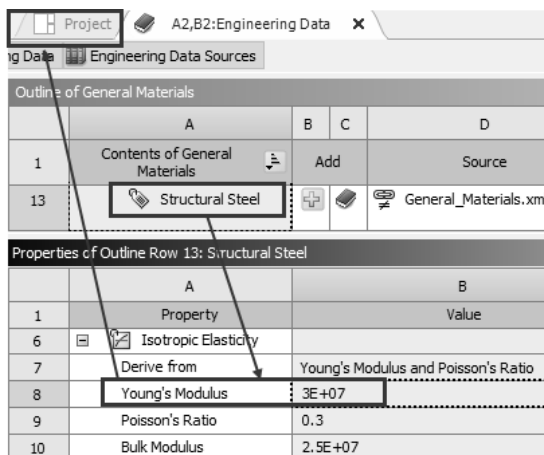 Project A2,B2:Engineering Data
ng Data Engineering Data Sources
Outline of General Materials
A B C D
1 Contents of General Materials Add Source
13 Structural Steel General_Materials.xm
Properties of Outline Row 13: Structural Steel
A B
1 Property Value
6 Isotropic Elasticity
7 Derive from Young's Modulus and Poisson's Ratio
8 Young's Modulus 3E+07
9 Poisson's Ratio 0.3
10 Bulk Modulus 2.5E+07